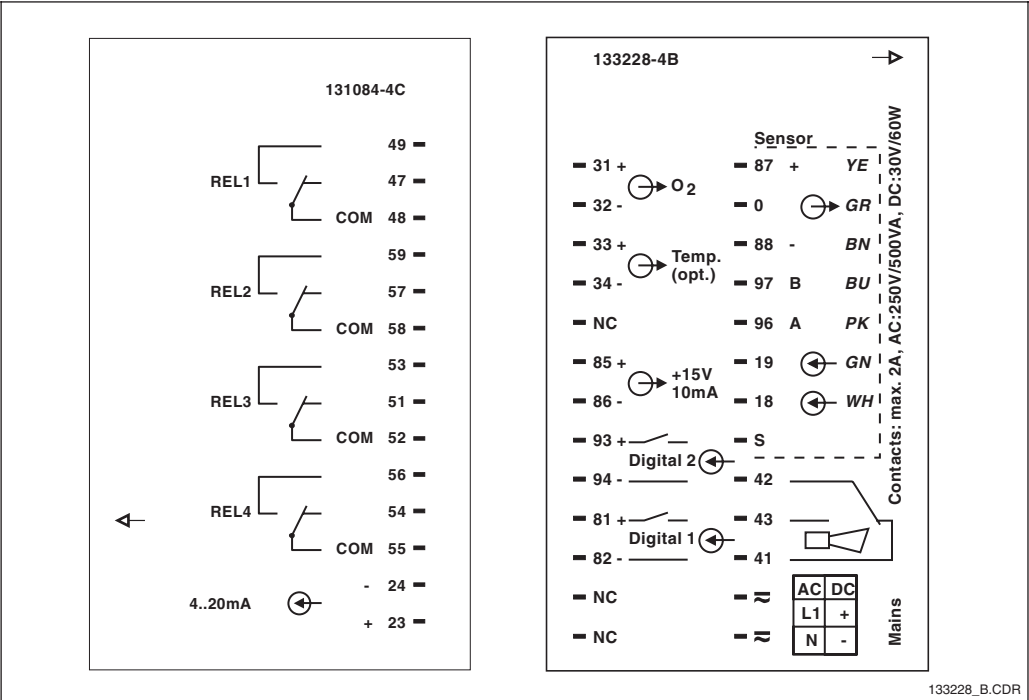 131084-4C
49
REL1 47
COM 48
59
REL2 57
COM 58
53
REL3 51
COM 52
56
REL4 54
COM 55
- 24
4..20mA
+ 23
133228-4B
Sensor
31 + 87 + YE
O2
32 - 0 GR
33 + 88 - BN
Temp.
(opt.)
34 - 97 B BU
NC 96 A PK
85 + 19 GN
+15V
10mA
86 - 18 WH
93 + S
Digital 2
94 - 42
81 + 43
Digital 1
82 - 41
NC ≂ AC DC
L1 +
NC ≂ N -
Contacts: max. 2A, AC:250V/500VA, DC:30V/60W
Mains
133228_B.CDR